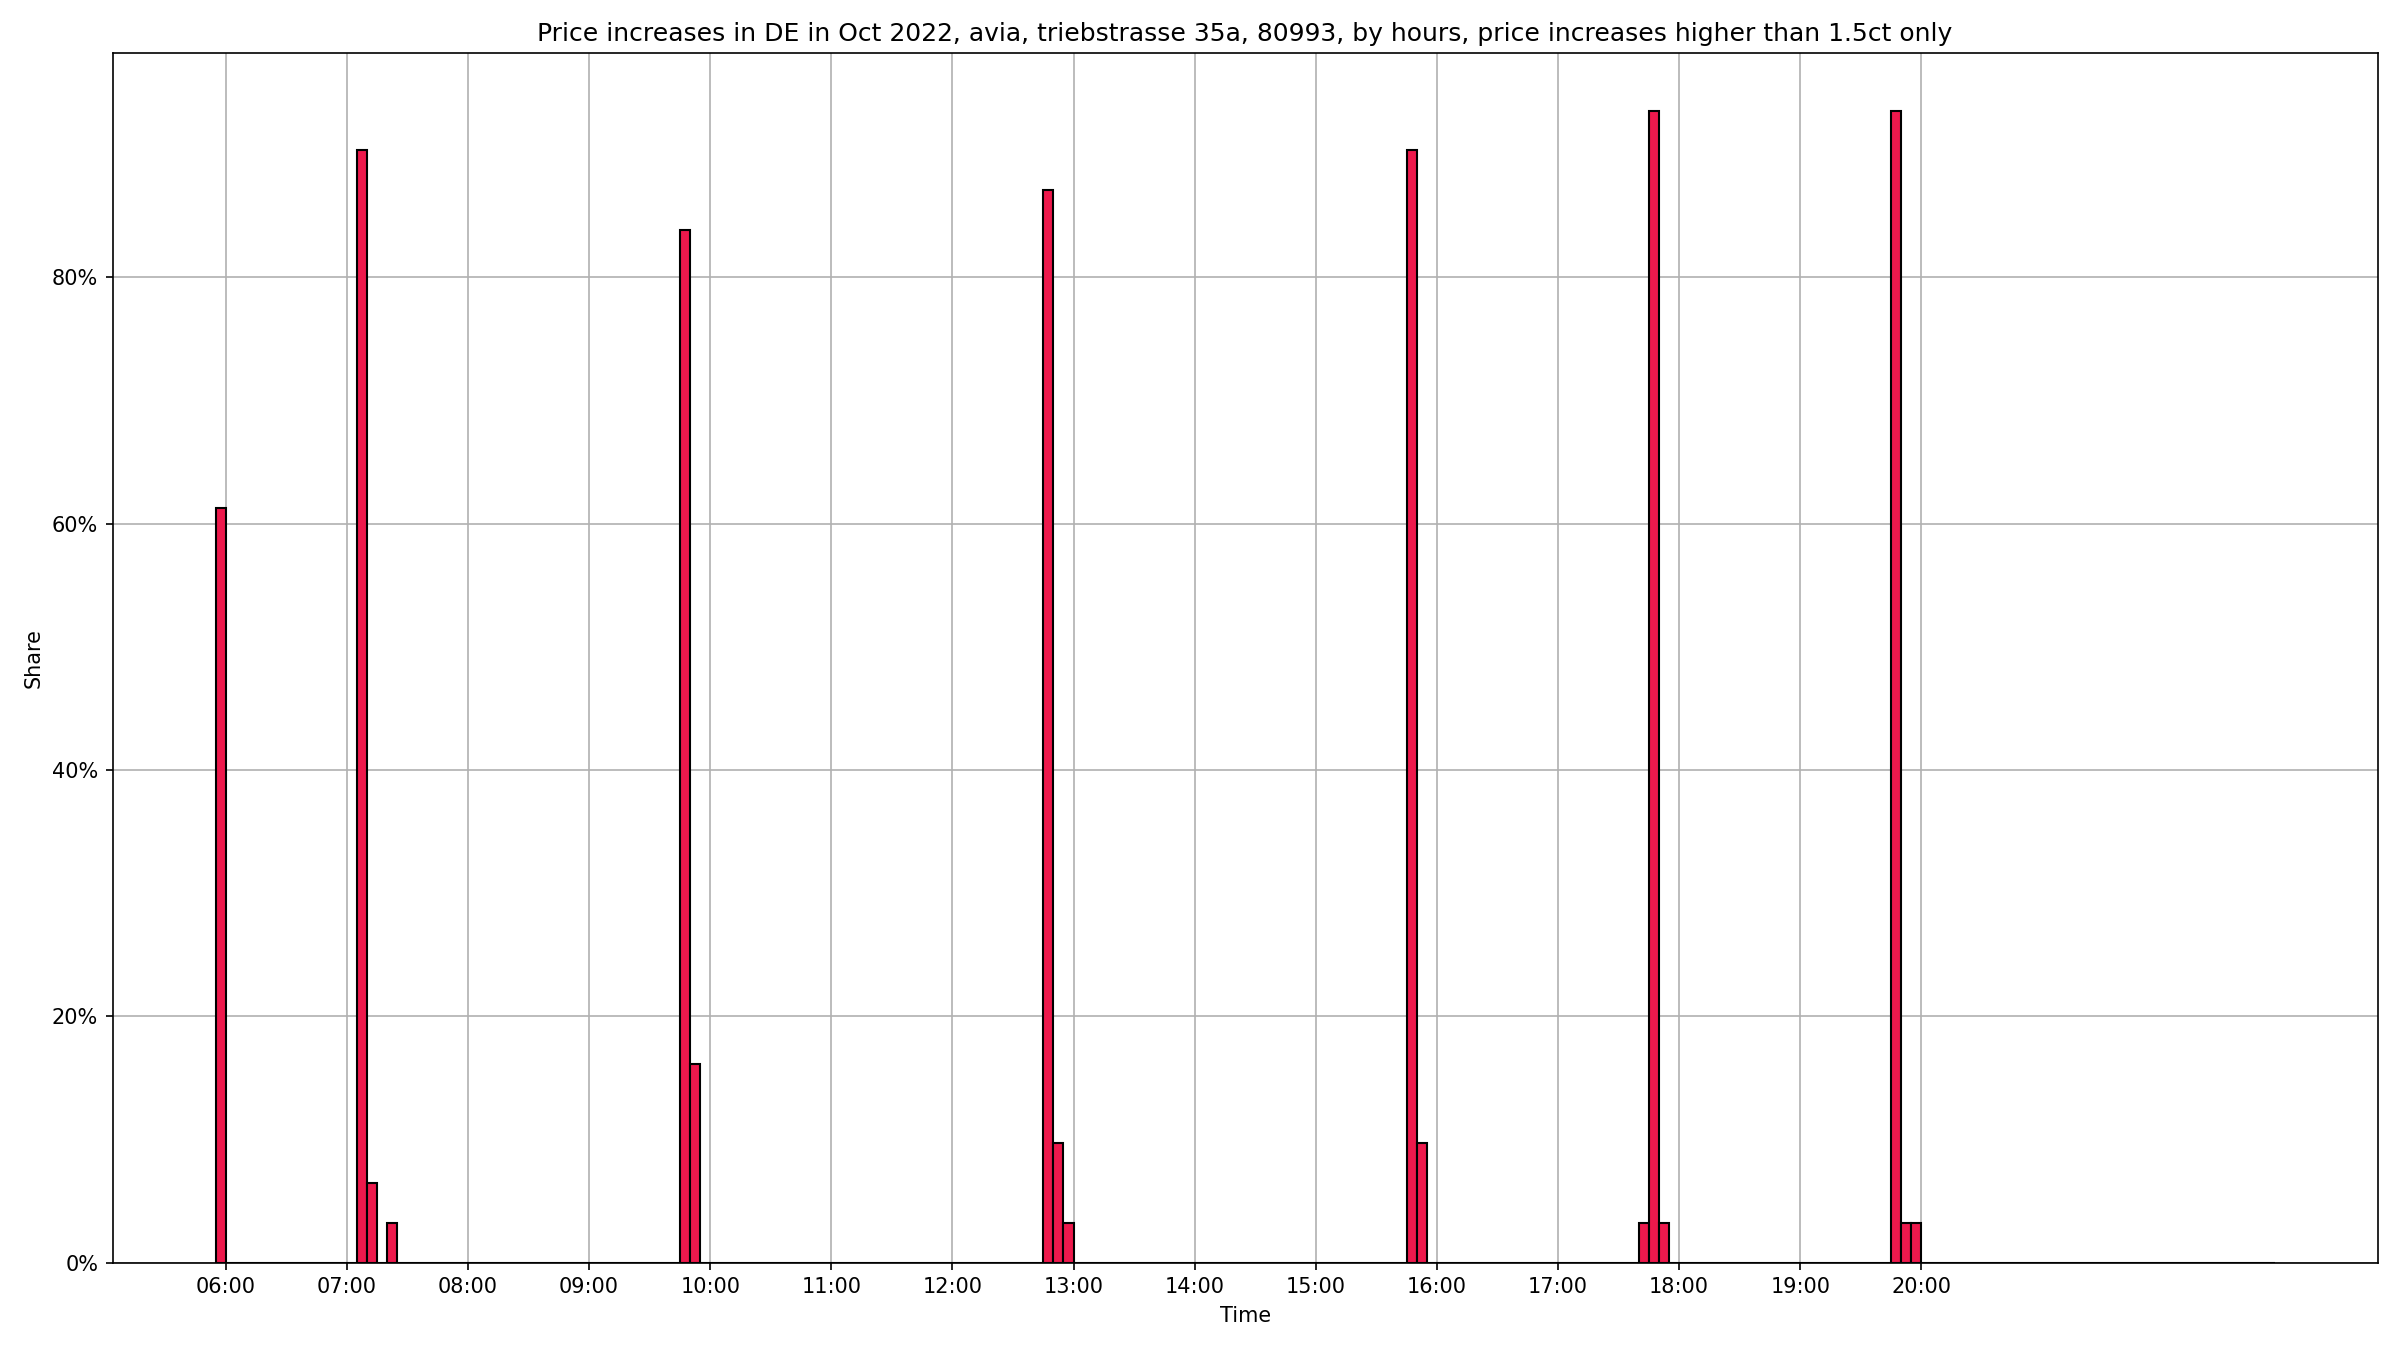 Price increases in DE in Oct 2022, avia, triebstrasse 35a, 80993, by hours, price increases higher than 1.5ct only
80%
60%
40%
20%
0%
Share
06:00 07:00 08:00 09:00 10:00 11:00 12:00 13:00 14:00 15:00 16:00 17:00 18:00 19:00 20:00
Time